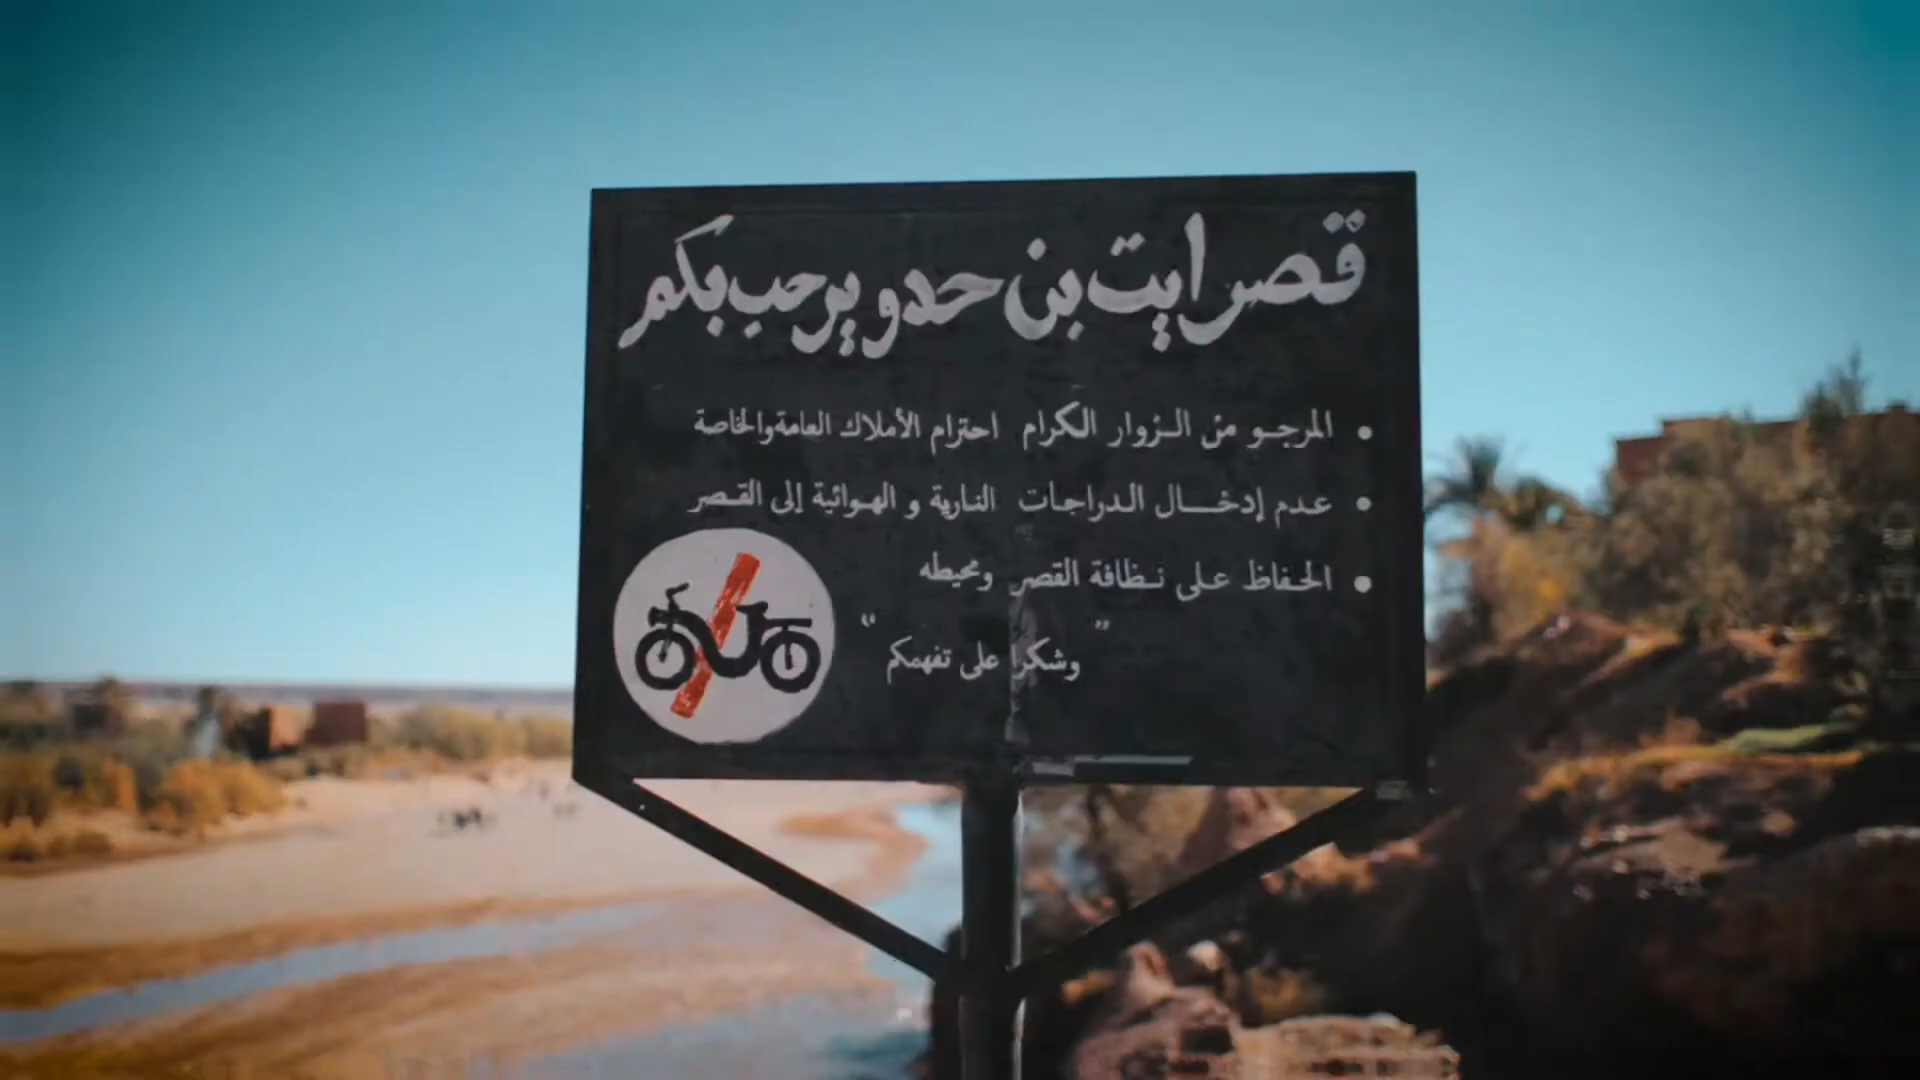 قصر ايت بن حدو يرحب بكم
• المرجو من الزوار الكرام احترام الأملاك العامة والخاصة
• عدم إدخال الدراجات النارية و الهوائية إلى القصر
• الحفاظ على نظافة القصر ومحيطه
" وشكرا على تفهمكم "